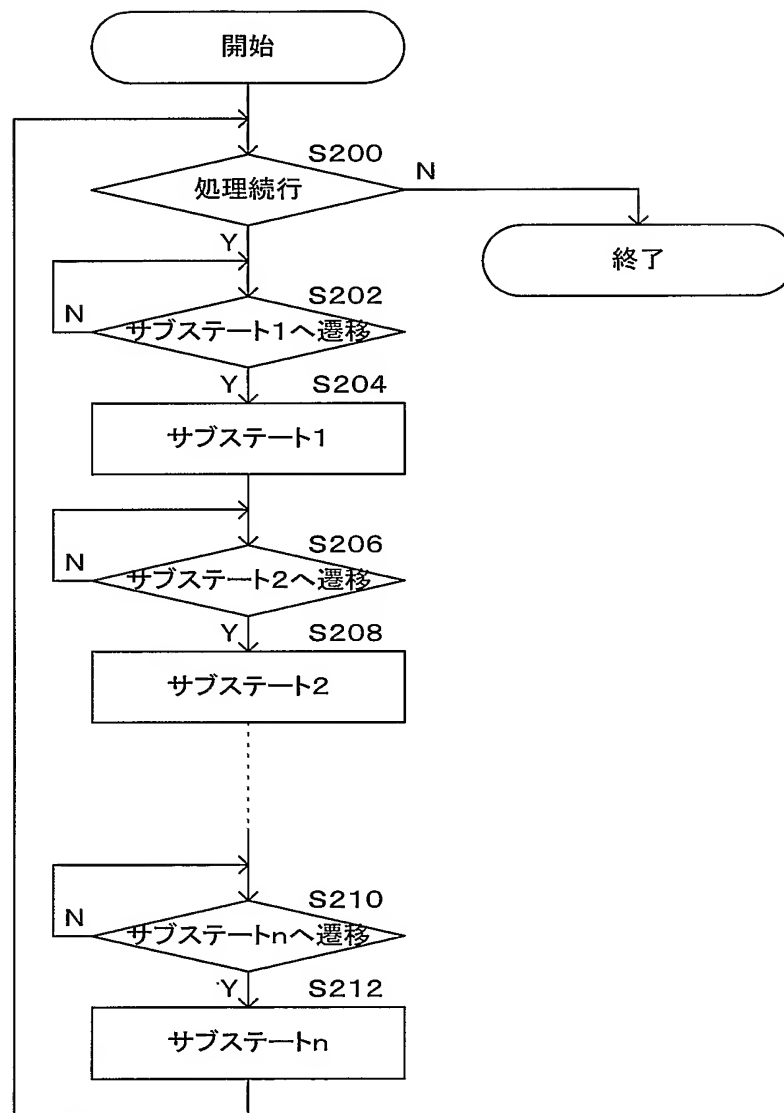 開始
S200
処理続行
N
Y
終了
S202
N
サブステート1へ遷移
Y
S204
サブステート1
S206
N
サブステート2へ遷移
Y
S208
サブステート2
S210
N
サブステートnへ遷移
Y
S212
サブステートn